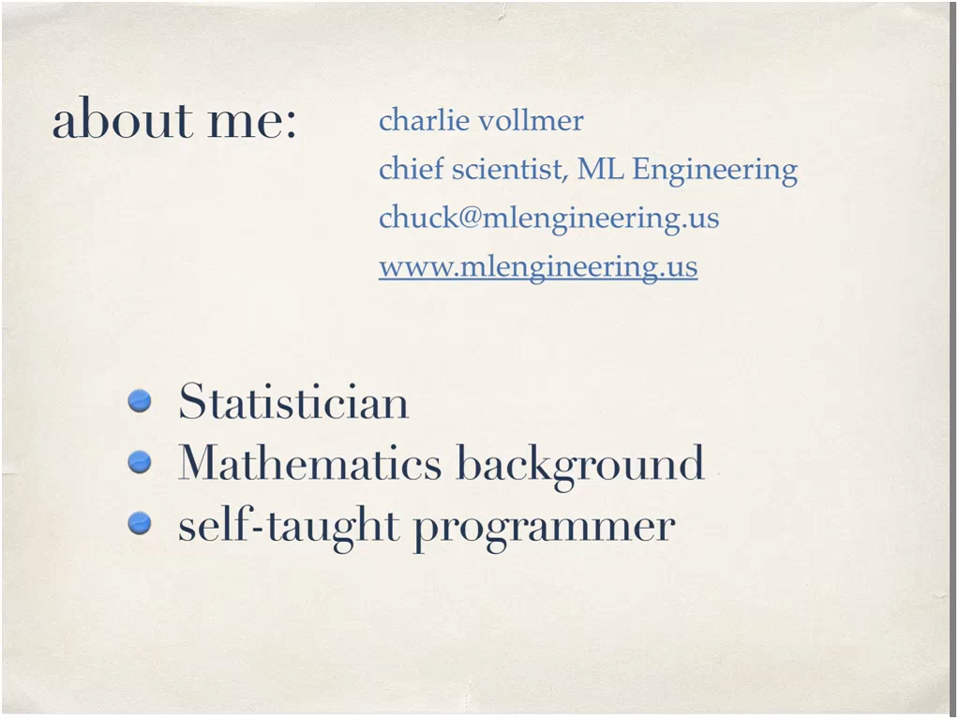 about me:
charlie vollmer
chief scientist, ML Engineering
chuck@mlengineering.us
www.mlengineering.us
Statistician
Mathematics background
self-taught programmer